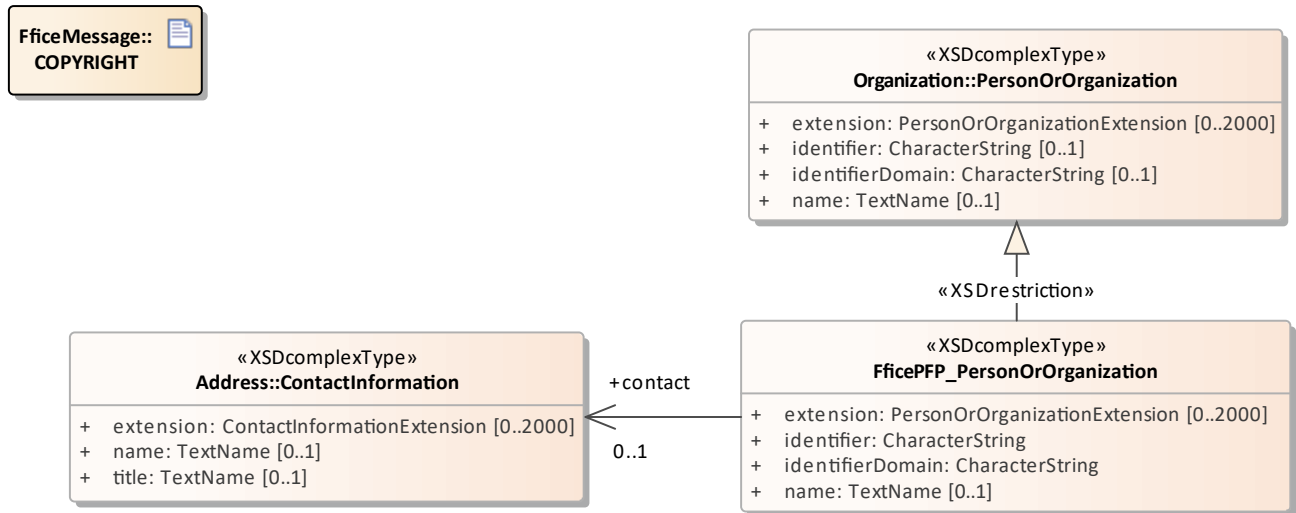 FficeMessage::
COPYRIGHT
«XSDcomplexType»
Organization::PersonOrOrganization
+ extension: PersonOrOrganizationExtension [0..2000]
+ identifier: CharacterString [0..1]
+ identifierDomain: CharacterString [0..1]
+ name: TextName [0..1]
«XSDrestriction»
«XSDcomplexType»
Address::ContactInformation
+ extension: ContactInformationExtension [0..2000]
+ name: TextName [0..1]
+ title: TextName [0..1]
+contact
0..1
«XSDcomplexType»
FficePFP_PersonOrOrganization
+ extension: PersonOrOrganizationExtension [0..2000]
+ identifier: CharacterString
+ identifierDomain: CharacterString
+ name: TextName [0..1]